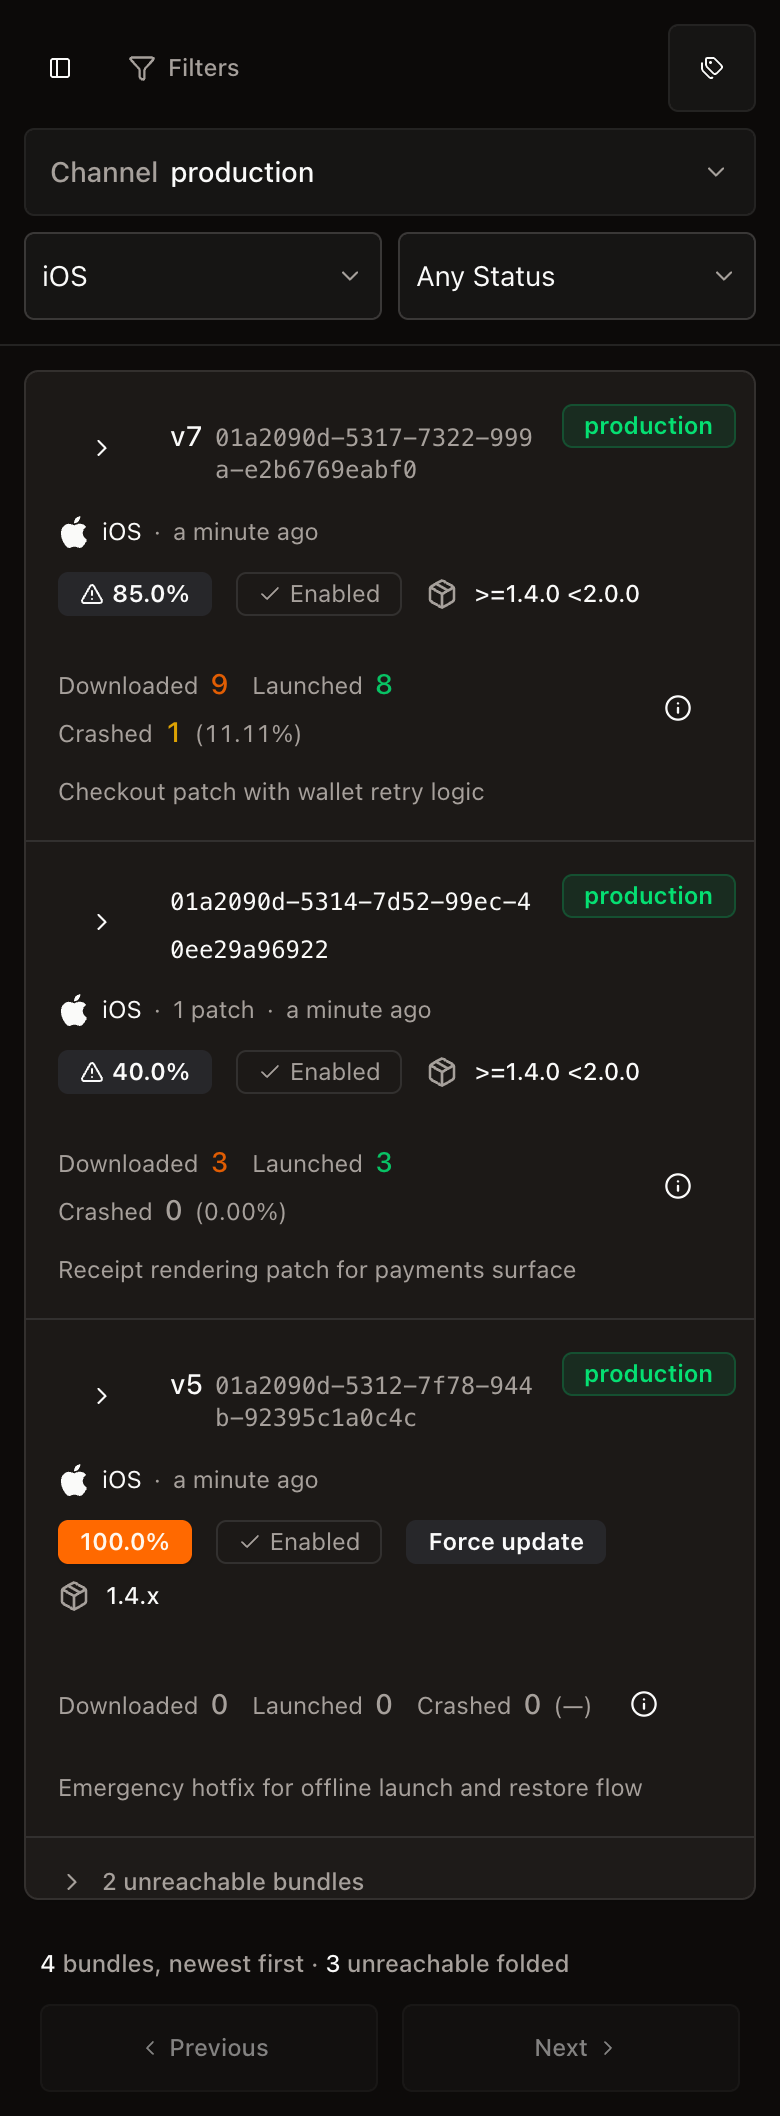 Filters
Channel production
iOS
Any Status
v7 01a2090d-5317-7322-999
a-e2b6769eabf0
production
iOS · a minute ago
85.0%
Enabled
>=1.4.0 <2.0.0
Downloaded 9 Launched 8
Crashed 1 (11.11%)
Checkout patch with wallet retry logic
01a2090d-5314-7d52-99ec-4
0ee29a96922
production
iOS · 1 patch · a minute ago
40.0%
Enabled
>=1.4.0 <2.0.0
Downloaded 3 Launched 3
Crashed 0 (0.00%)
Receipt rendering patch for payments surface
v5 01a2090d-5312-7f78-944
b-92395c1a0c4c
production
iOS · a minute ago
100.0%
Enabled
Force update
1.4.x
Downloaded 0 Launched 0 Crashed 0 (—)
Emergency hotfix for offline launch and restore flow
2 unreachable bundles
4 bundles, newest first · 3 unreachable folded
Previous
Next